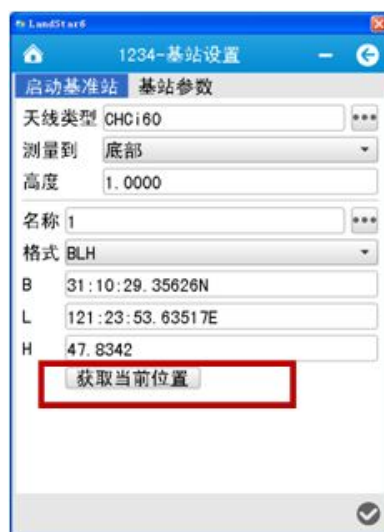 LandStar6
1234-基站设置
启动基准站 基站参数
天线类型 CHCi60
测量到 底部
高度 1.0000
名称 1
格式 BLH
B 31:10:29.35626N
L 121:23:53.63517E
H 47.8342
获取当前位置